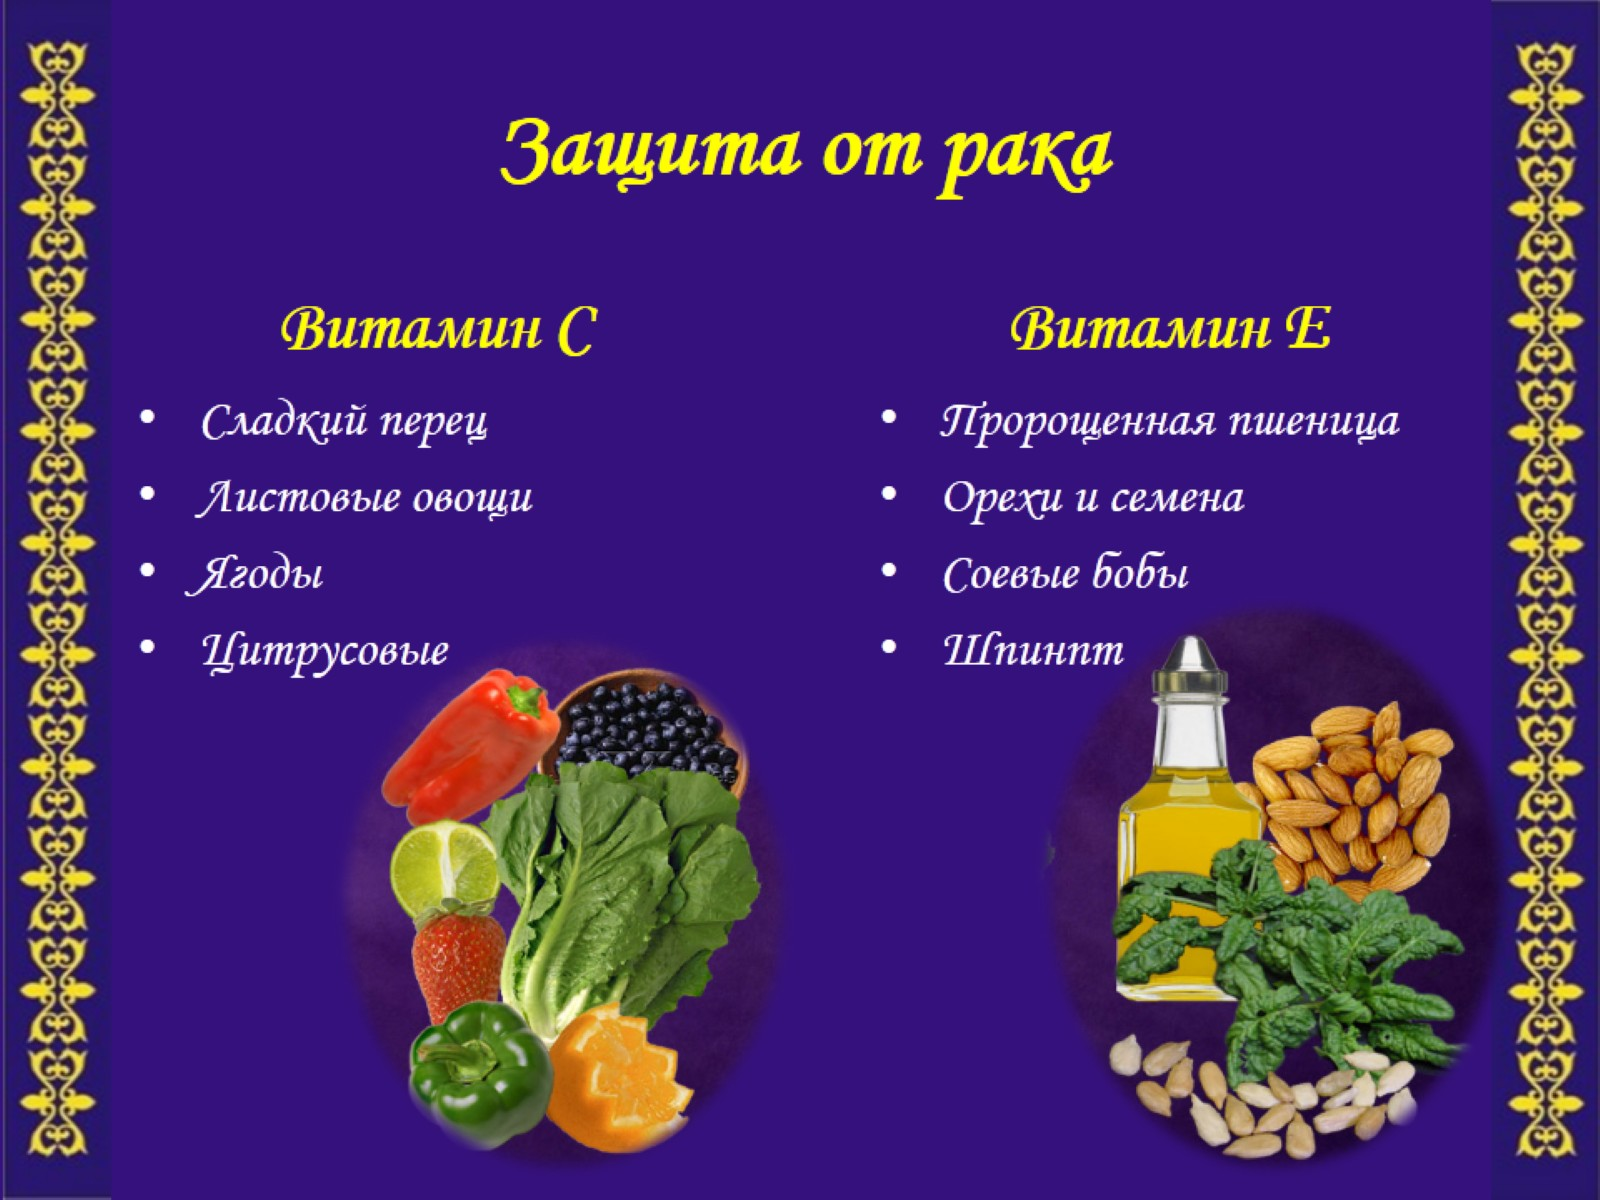 Защита от рака
Витамин С
• Сладкий перец
• Листовые овощи
• Ягоды
• Цитрусовые
Витамин Е
• Пророщенная пшеница
• Орехи и семена
• Соевые бобы
• Шпинпт